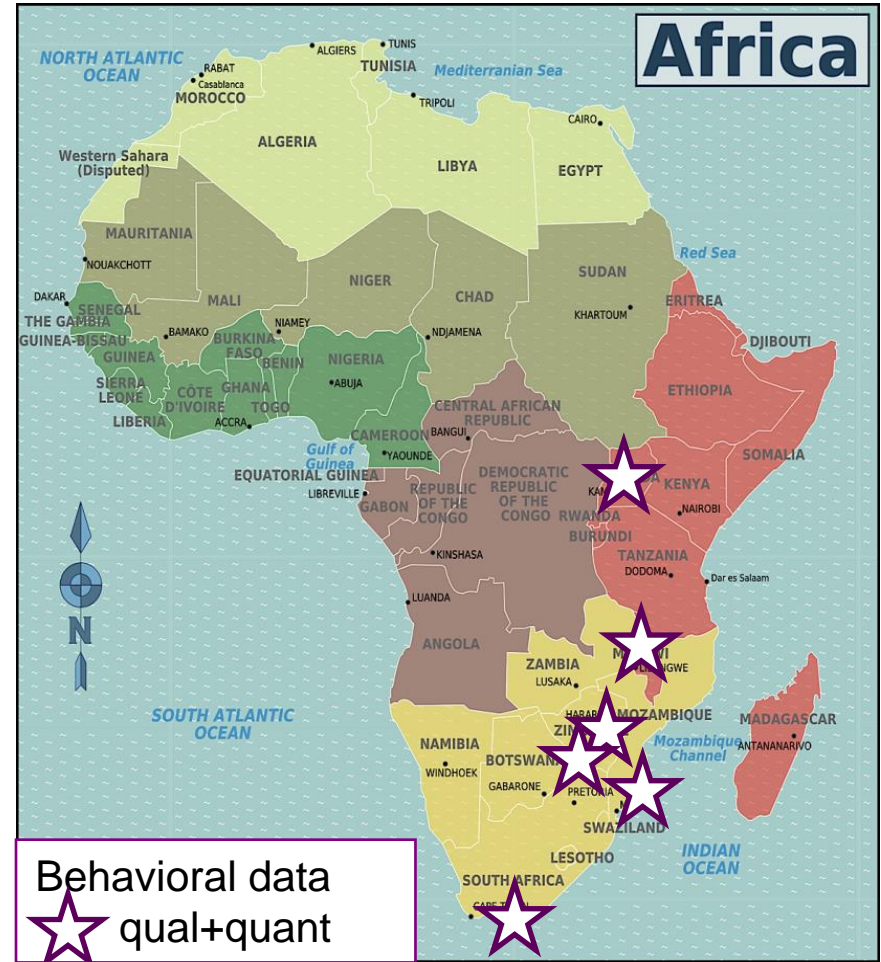 Africa
NORTH ATLANTIC
OCEAN
RABAT
Casablanca
MOROCCO
ALGIERS
TUNIS
TUNISIA
Mediterranean Sea
TRIPOLI
CAIRO
ALGERIA
LIBYA
EGYPT
Western Sahara
(Disputed)
MAURITANIA
NOUAKCHOTT
MALI
NIGER
CHAD
SUDAN
KHARTOUM
Red Sea
ERITREA
DJIBOUTI
DAKAR
SENEGAL
THE GAMBIA
GUINEA-BISSAU
GUINEA
BAMAKO
NIAMEY
BURKINA
FASO
BENIN
NIGERIA
ABUJA
NDJAMENA
SIERRA
LEONE
LIBERIA
CÔTE
D'IVOIRE
GHANA
TOGO
ACCRA
ETHIOPIA
SOMALIA
CENTRAL AFRICAN
REPUBLIC
BANGUI
CAMEROON
YAOUNDE
Gulf of
Guinea
EQUATORIAL GUINEA
LIBREVILLE
GABON
REPUBLIC
OF THE
CONGO
DEMOCRATIC
REPUBLIC
OF THE
CONGO
RWANDA
BURUNDI
KENYA
NAIROBI
TANZANIA
DODOMA
Dar es Salaam
KINSHASA
LUANDA
ANGOLA
ZAMBIA
LUSAKA
MOZAMBIQUE
Mozambique
Channel
MADAGASCAR
ANTANANARIVO
N
SOUTH ATLANTIC
OCEAN
NAMIBIA
WINDHOEK
GABARONE
PRETORIA
SWAZILAND
LESOTHO
SOUTH AFRICA
INDIAN
OCEAN
Behavioral data
qual+quant